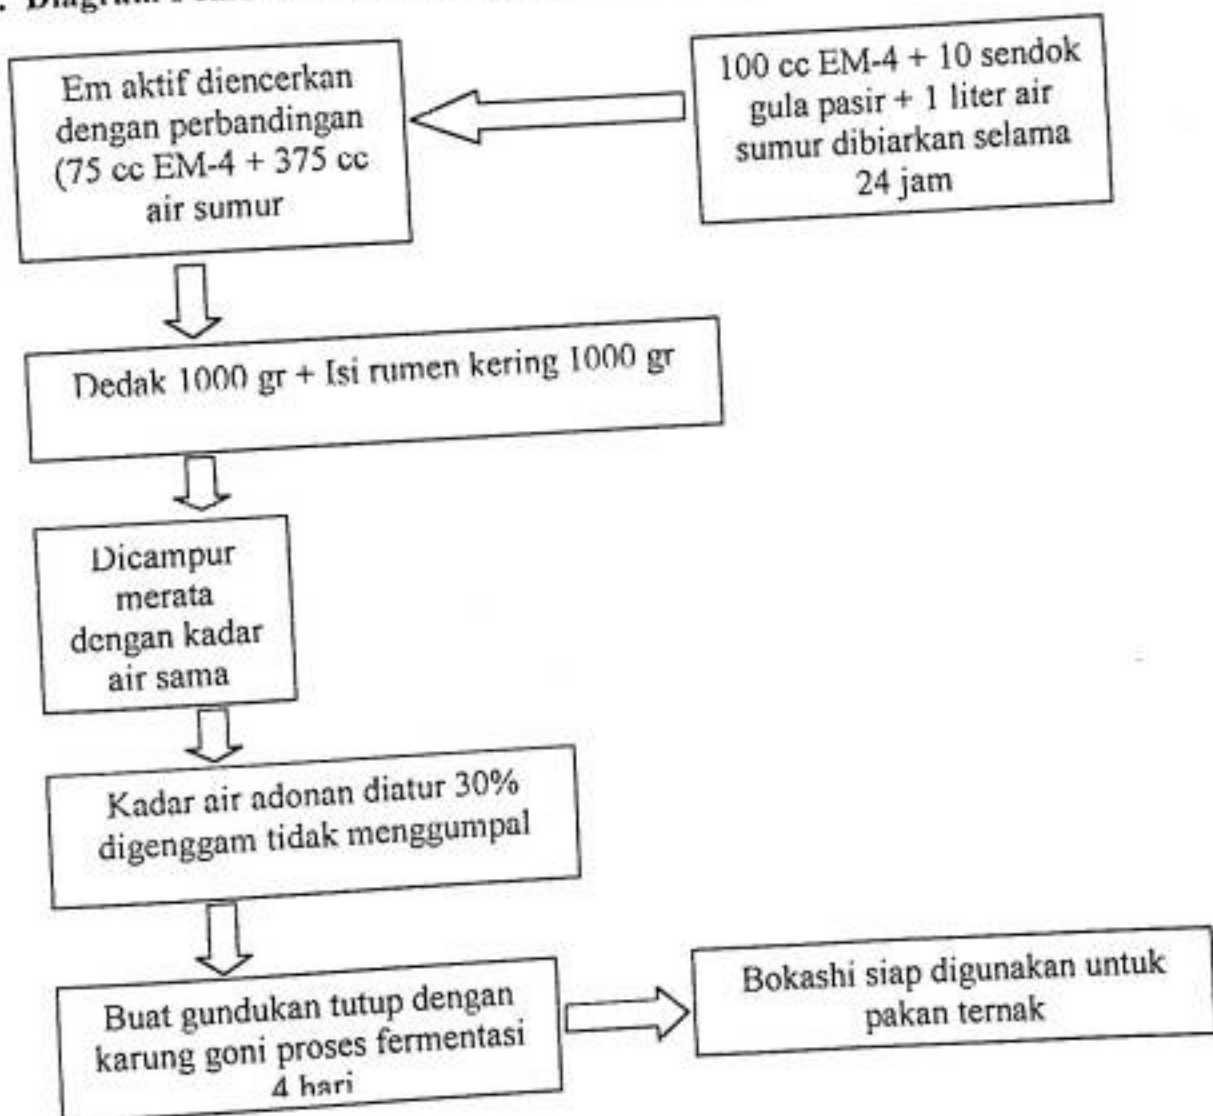 . Diagram
100 cc EM-4 + 10 sendok
gula pasir + 1 liter air
sumur dibiarkan selama
24 jam
Em aktif diencerkan
dengan perbandingan
(75 cc EM-4 + 375 cc
air sumur
Dedak 1000 gr + Isi rumen kering 1000 gr
Dicampur
merata
dengan kadar
air sama
Kadar air adonan diatur 30%
digenggam tidak menggumpal
Buat gundukan tutup dengan
karung goni proses fermentasi
4 hari
Bokashi siap digunakan untuk
pakan ternak